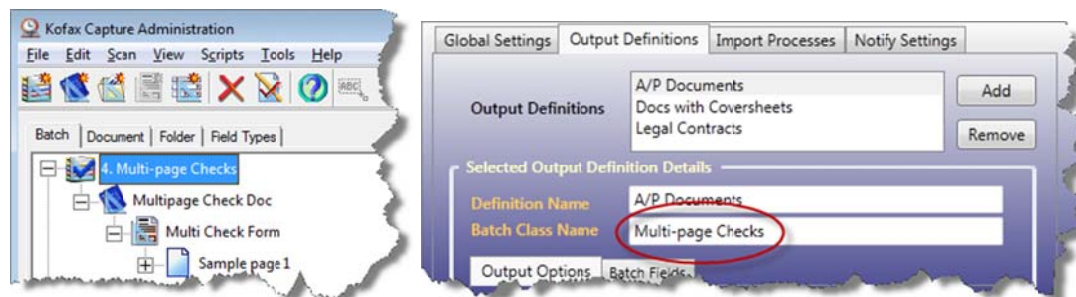 Kofax Capture Administration
File Edit Scan View Scripts Tools Help
ABC
Batch Document Folder Field Types
4. Multi-page Checks
Multipage Check Doc
Multi Check Form
Sample page 1
Global Settings Output Definitions Import Processes Notify Settings
Output Definitions
A/P Documents
Docs with Coversheets
Legal Contracts
Add
Remove
Selected Output Definition Details
Definition Name A/P Documents
Batch Class Name Multi-page Checks
Output Options Batch Fields